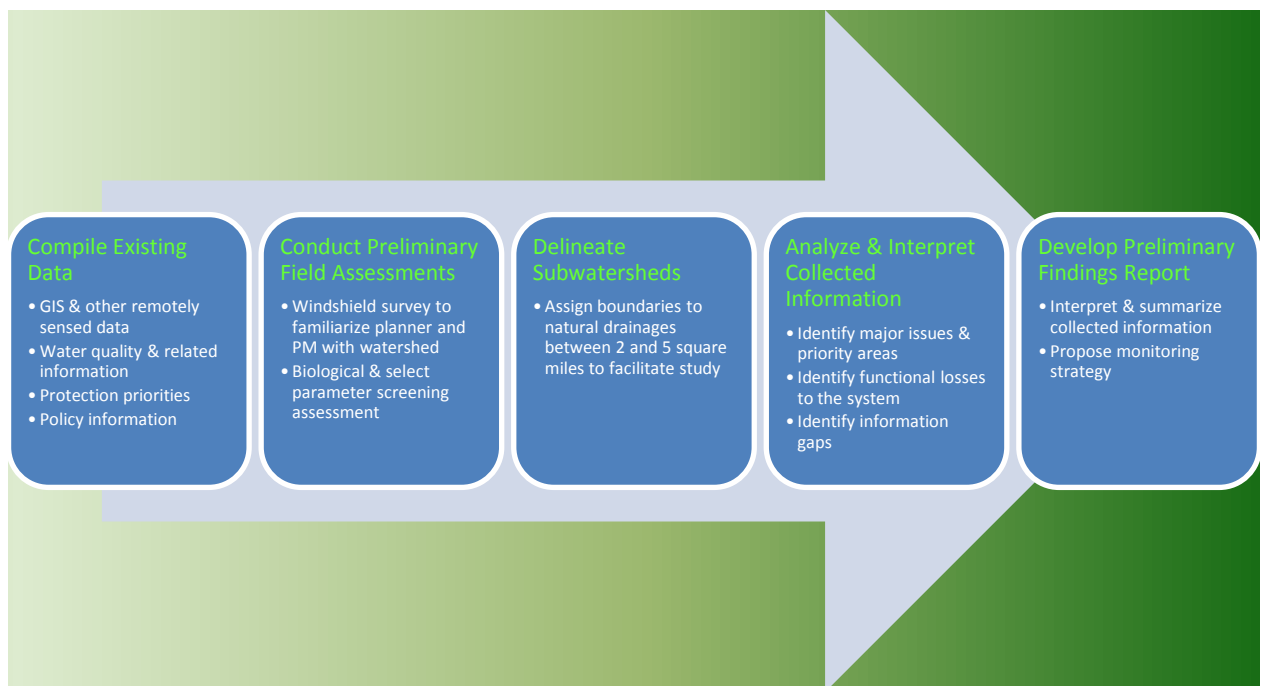 Compile Existing
Data
• GIS & other remotely
sensed data
• Water quality & related
information
• Protection priorities
• Policy information
Conduct Preliminary
Field Assessments
• Windshield survey to
familiarize planner and
PM with watershed
• Biological & select
parameter screening
assessment
Delineate
Subwatersheds
• Assign boundaries to
natural drainages
between 2 and 5 square
miles to facilitate study
Analyze & Interpret
Collected
Information
• Identify major issues &
priority areas
• Identify functional losses
to the system
• Identify information
gaps
Develop Preliminary
Findings Report
• Interpret & summarize
collected information
• Propose monitoring
strategy